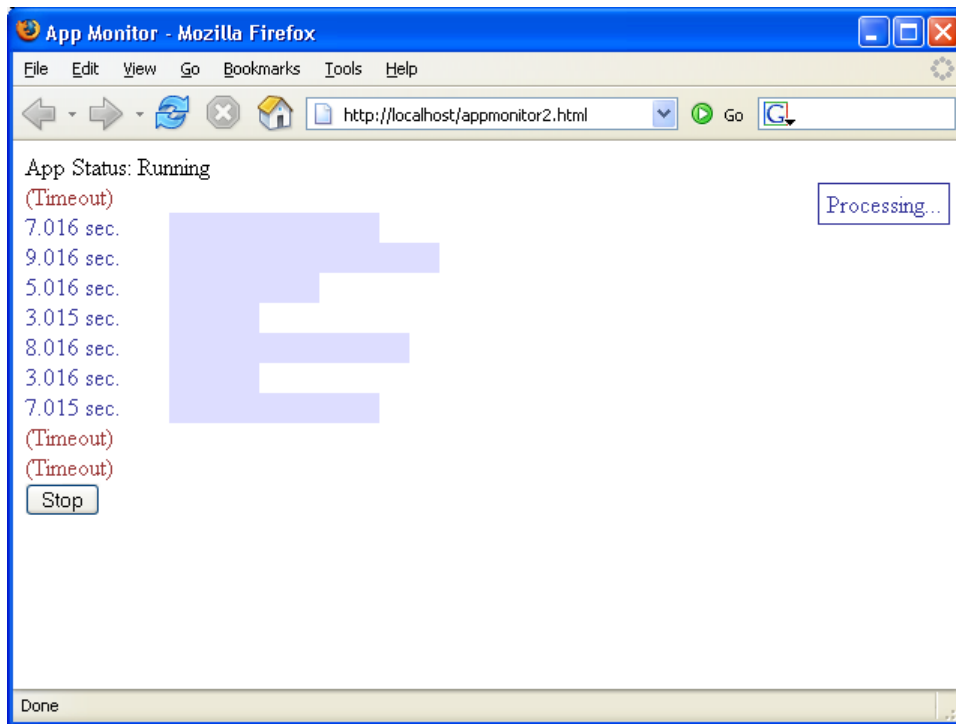 App Monitor - Mozilla Firefox
File Edit View Go Bookmarks Tools Help
http://localhost/appmonitor2.html Go G
App Status: Running
(Timeout)
Processing...
7.016 sec.
9.016 sec.
5.016 sec.
3.015 sec.
8.016 sec.
3.016 sec.
7.015 sec.
(Timeout)
(Timeout)
Stop
Done